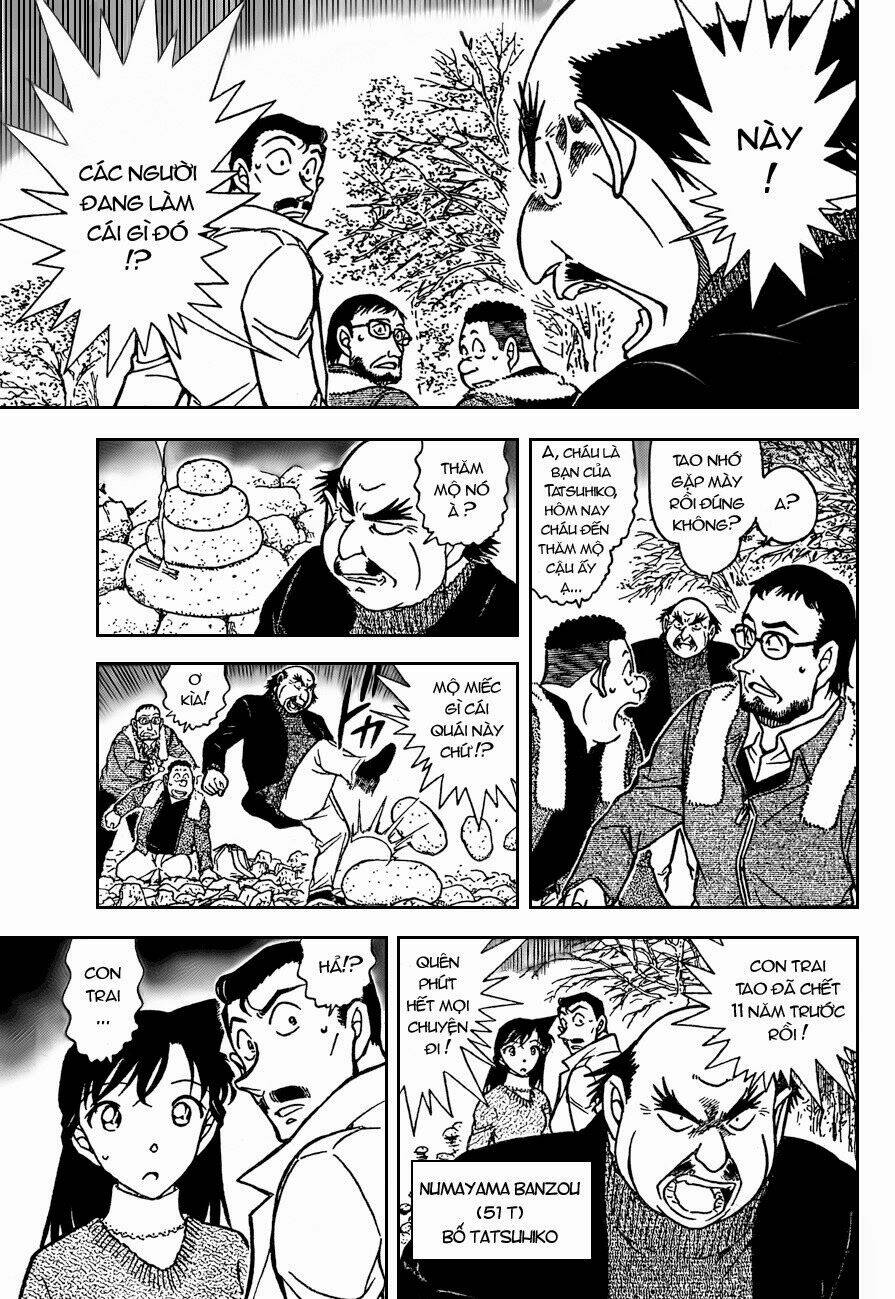 NÀY
!
CÁC NGƯỜI
ĐANG LÀM
CÁI GÌ ĐÓ
!?
A?
TAO NHỚ
GẶP MÀY
RỒI ĐÚNG
KHÔNG?
A, CHÁU LÀ
BẠN CỦA
TATSUHIKO,
HÔM NAY
CHÁU ĐẾN
THĂM MỘ
CẬU ẤY
Ạ...
THĂM
MỘ NÓ
À?
MỘ MIẾC
GÌ CÁI
QUÁI NÀY
CHỨ!?
Ơ
KÌA!
CON TRAI
TAO ĐÃ CHẾT
11 NĂM TRƯỚC
RỒI!
QUÊN
PHỨT
HẾT MỌI
CHUYỆN
ĐI!
NUMAYAMA BANZOU
(51 T)
BỐ TATSUHIKO
HẢ!?
CON
TRAI
...